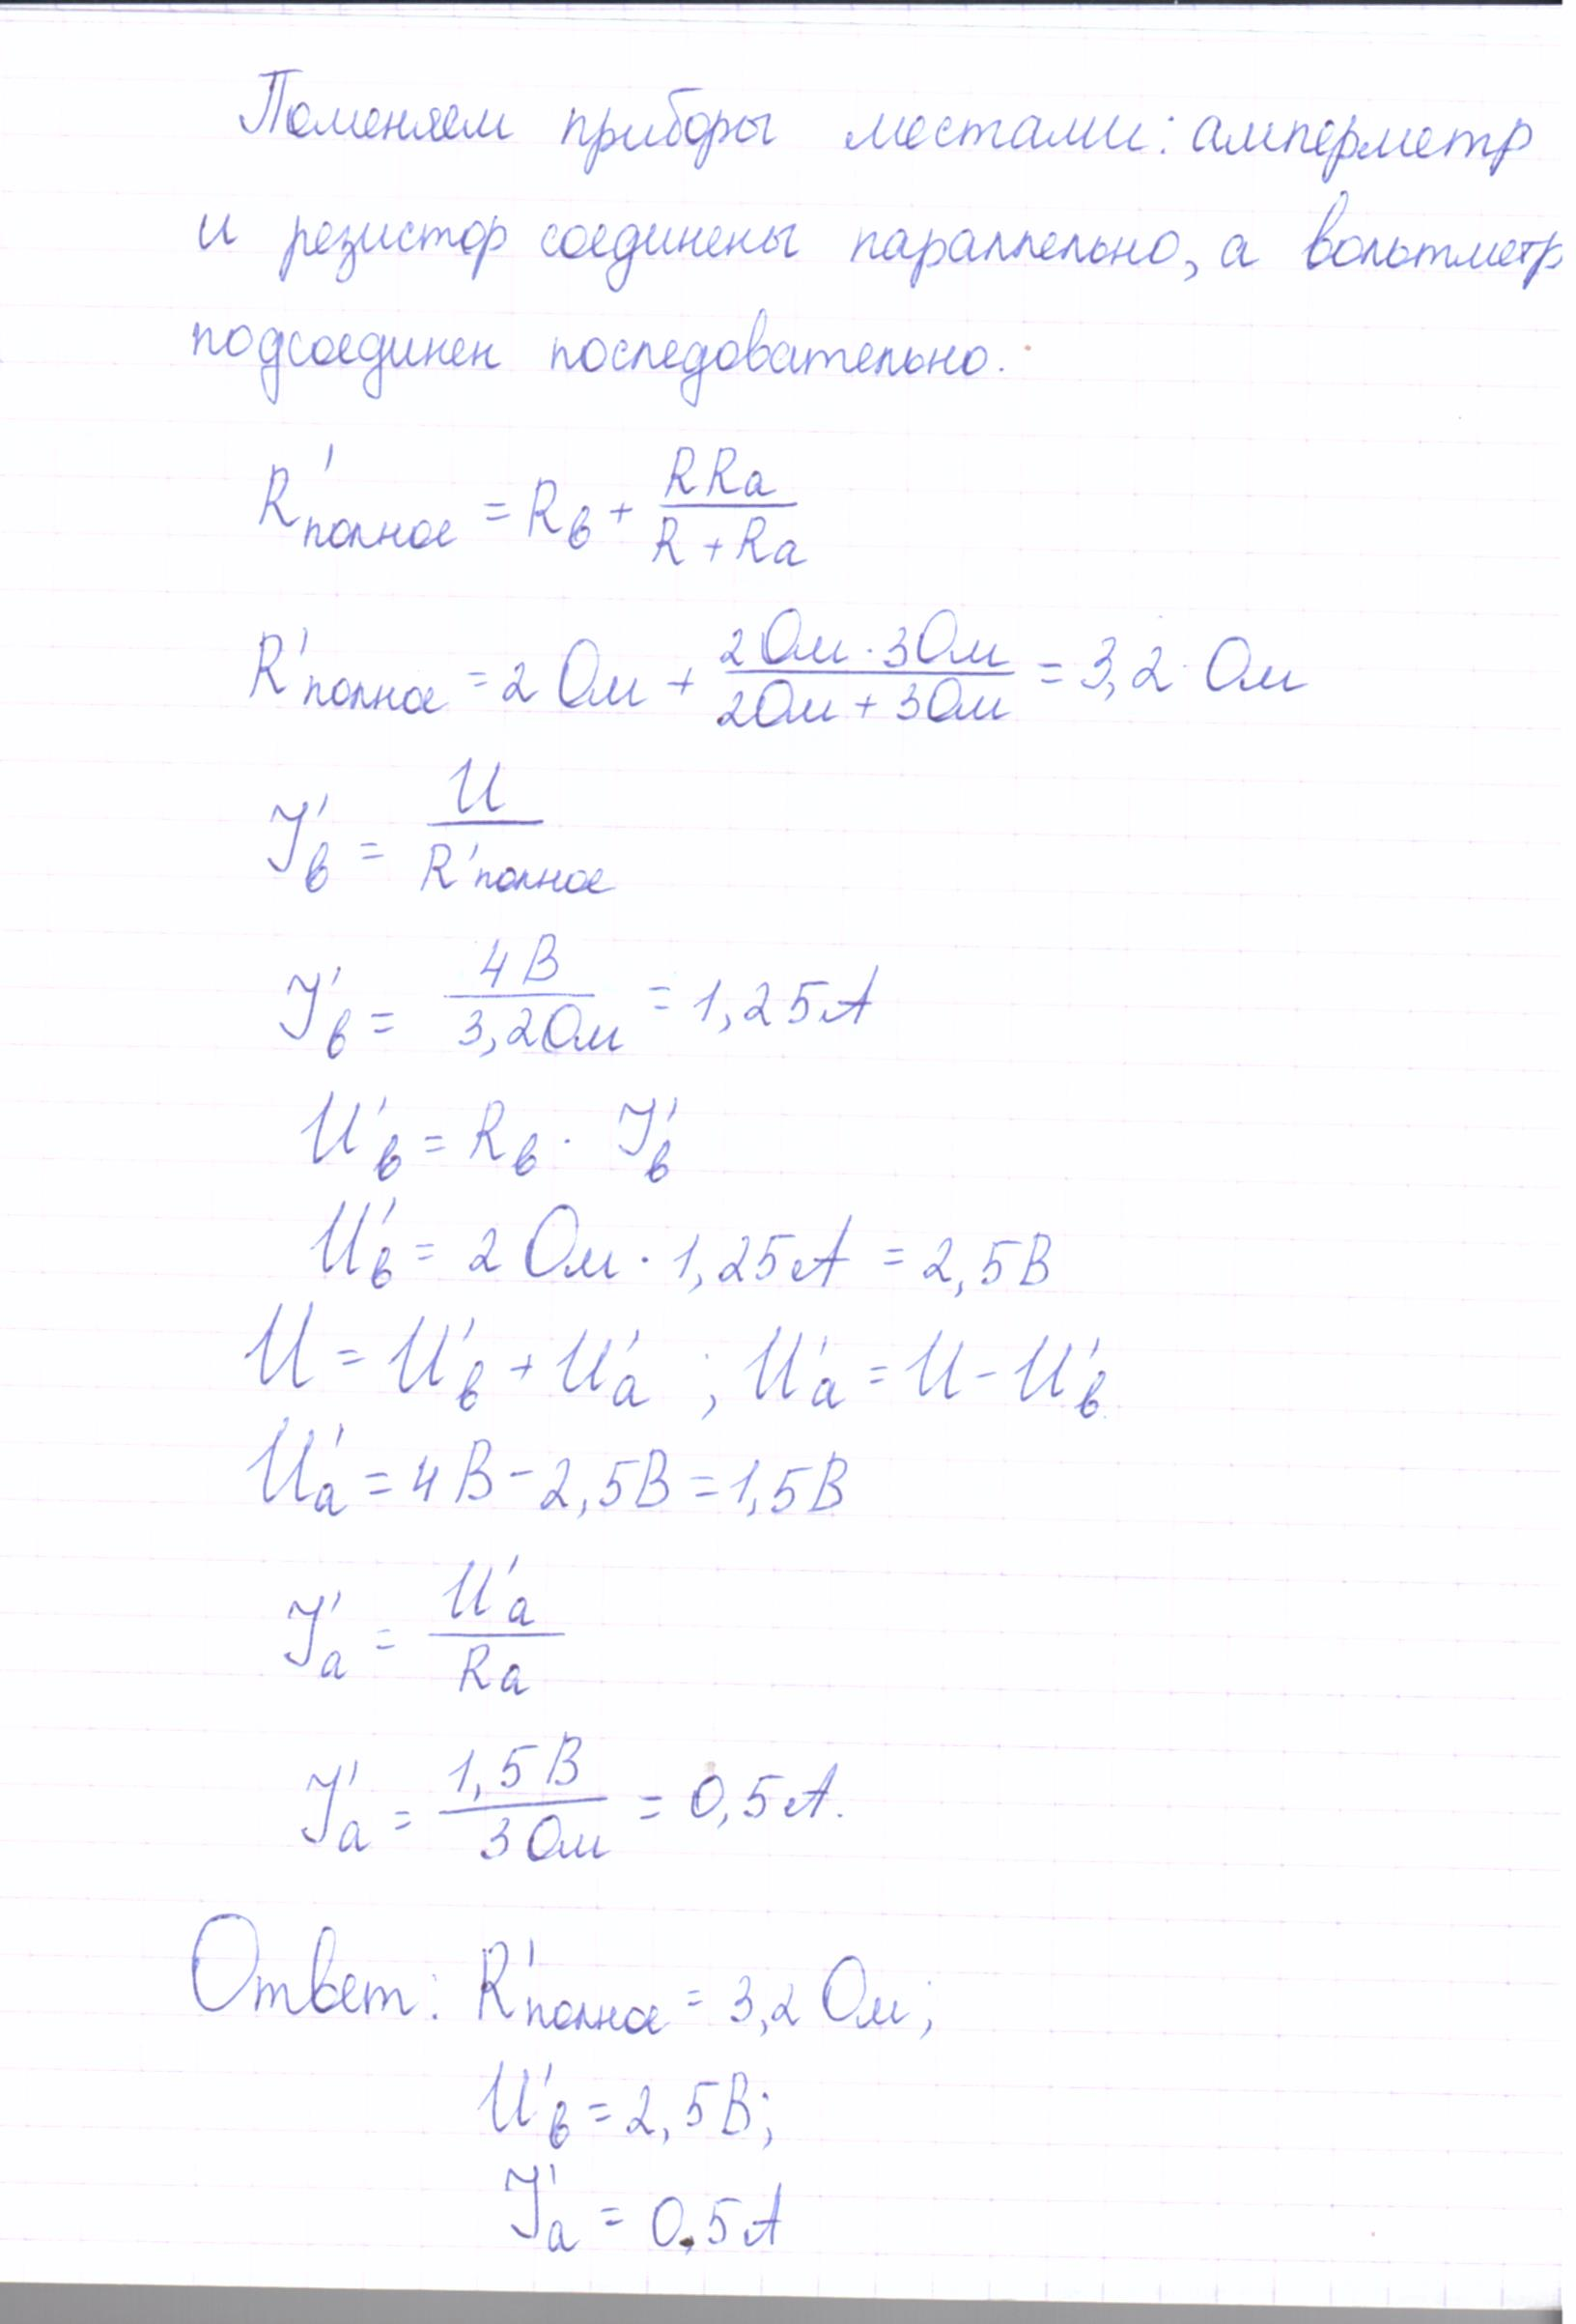 Поменяем приборы местами: амперметр
и резистор соединены параллельно, а вольтметр
подсоединен последовательно.
R'полное = Rв + RRа / R + Rа
R'полное = 2 Ом + 2 Ом · 3 Ом / 2 Ом + 3 Ом = 3,2 Ом
I'в = U / R'полное
I'в = 4 В / 3,2 Ом = 1,25 А
U'в = Rв · I'в
U'в = 2 Ом · 1,25 А = 2,5 В
U = U'в + U'а ; U'а = U - U'в
U'а = 4 В - 2,5 В = 1,5 В
I'а = U'а / Rа
I'а = 1,5 В / 3 Ом = 0,5 А.
Ответ: R'полное = 3,2 Ом;
U'в = 2,5 В;
I'а = 0,5 А